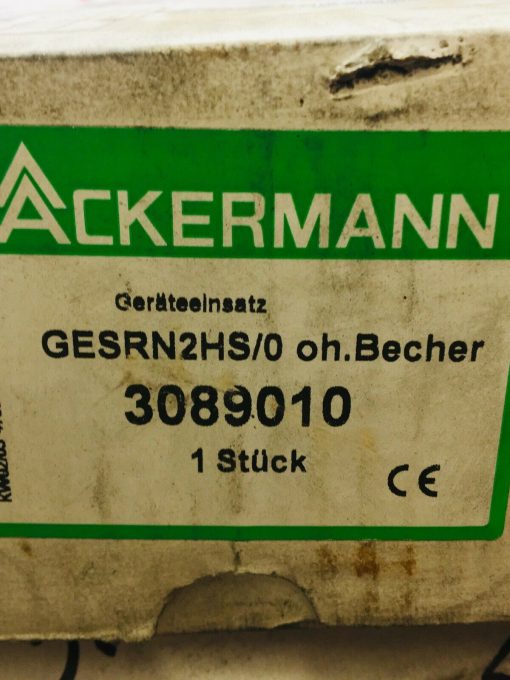 ACKERMANN
Geräteeinsatz
GESRN2HS/0 oh.Becher
3089010
1 Stück
CE